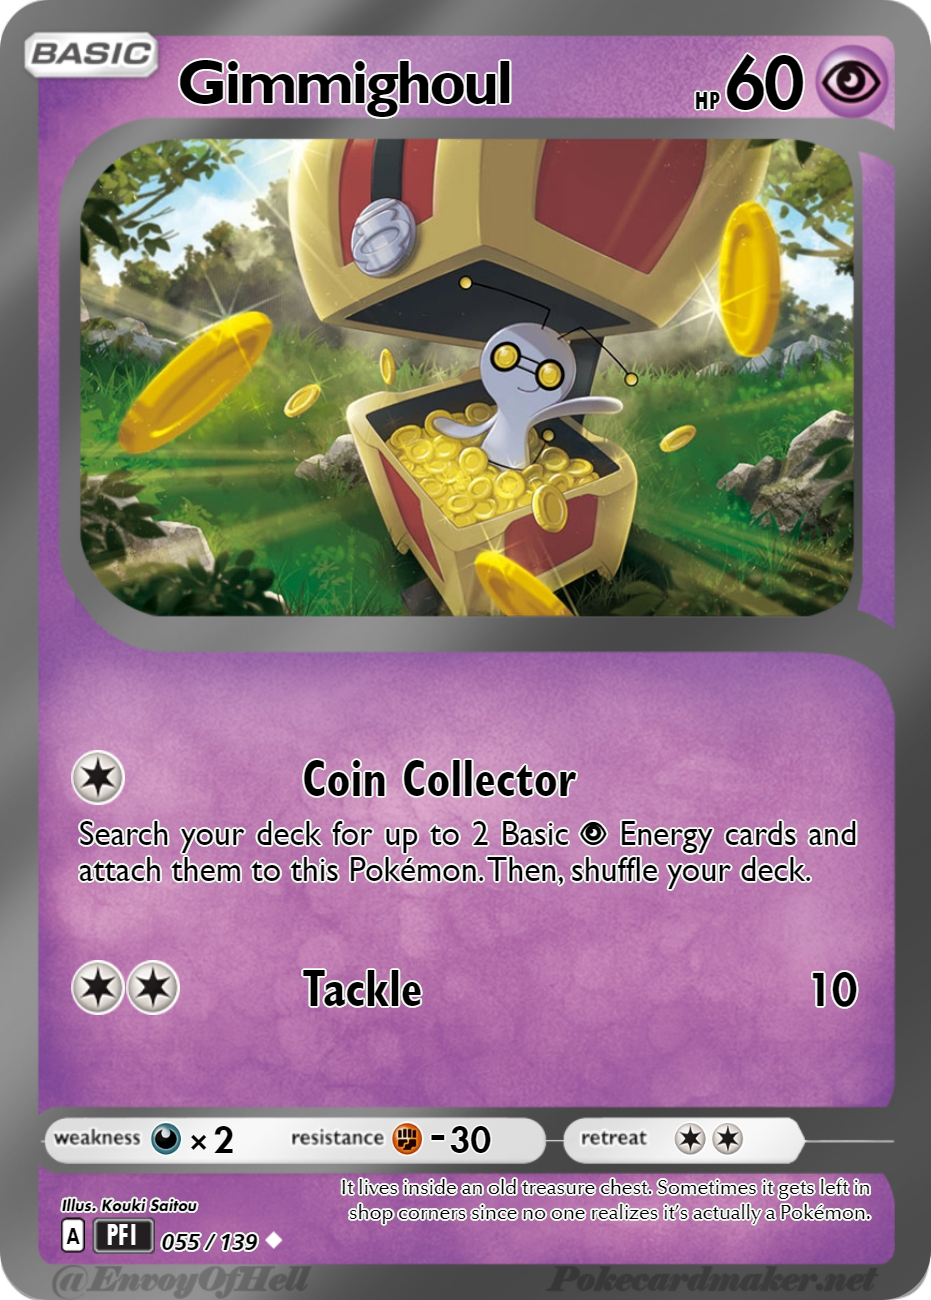 BASIC
Gimmighoul
HP 60
Coin Collector
Search your deck for up to 2 Basic Energy cards and
attach them to this Pokémon. Then, shuffle your deck.
Tackle 10
weakness ×2 resistance -30 retreat
It lives inside an old treasure chest. Sometimes it gets left in
shop corners since no one realizes it's actually a Pokémon.
Illus. Kouki Saitou
A PFI 055 / 139
@EnvoyOfHell Pokecardmaker.net